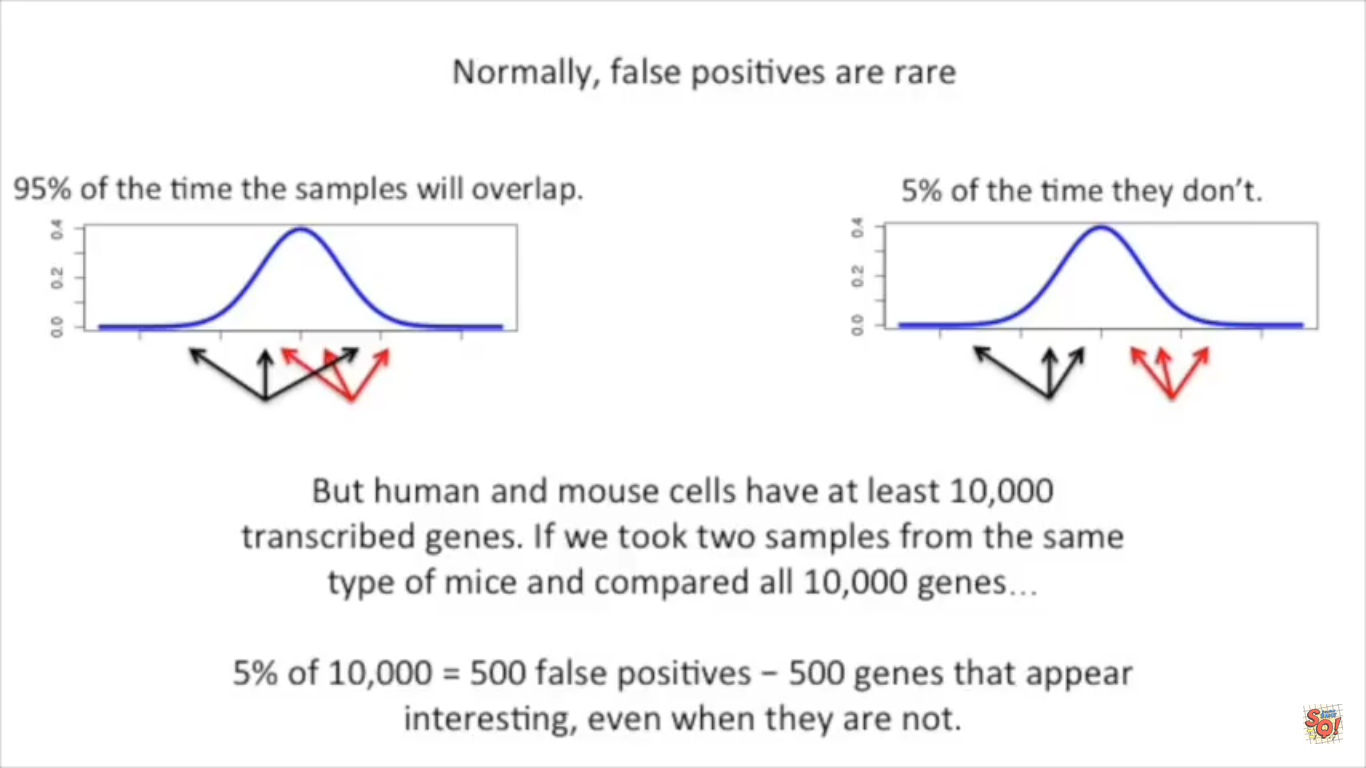 Normally, false positives are rare
95% of the time the samples will overlap.
5% of the time they don't.
0.4
0.2
0.0
0.4
0.2
0.0
But human and mouse cells have at least 10,000
transcribed genes. If we took two samples from the same
type of mice and compared all 10,000 genes…
5% of 10,000 = 500 false positives – 500 genes that appear
interesting, even when they are not.
SQ!